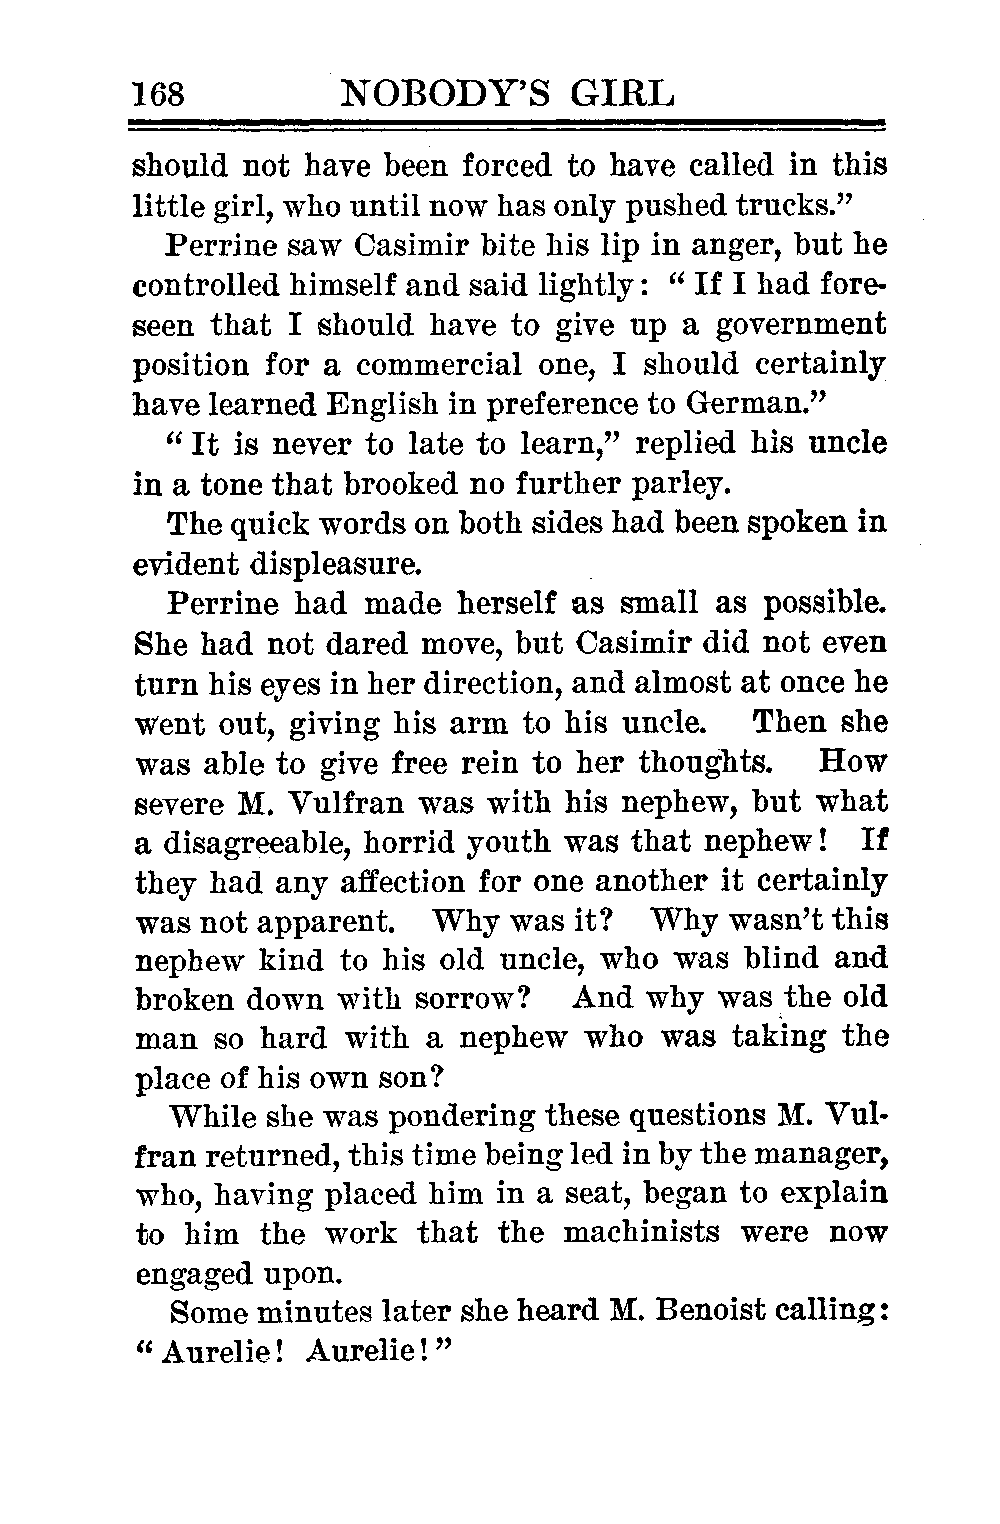 168 NOBODY'S GIRL
should not have been forced to have called in this
little girl, who until now has only pushed trucks.”
Perrine saw Casimir bite his lip in anger, but he
controlled himself and said lightly: “ If I had fore-
seen that I should have to give up a government
position for a commercial one, I should certainly
have learned English in preference to German.”
“ It is never to late to learn,” replied his uncle
in a tone that brooked no further parley.
The quick words on both sides had been spoken in
evident displeasure.
Perrine had made herself as small as possible.
She had not dared move, but Casimir did not even
turn his eyes in her direction, and almost at once he
went out, giving his arm to his uncle. Then she
was able to give free rein to her thoughts. How
severe M. Vulfran was with his nephew, but what
a disagreeable, horrid youth was that nephew! If
they had any affection for one another it certainly
was not apparent. Why was it? Why wasn't this
nephew kind to his old uncle, who was blind and
broken down with sorrow? And why was the old
man so hard with a nephew who was taking the
place of his own son?
While she was pondering these questions M. Vul-
fran returned, this time being led in by the manager,
who, having placed him in a seat, began to explain
to him the work that the machinists were now
engaged upon.
Some minutes later she heard M. Benoist calling:
“ Aurelie! Aurelie! ”